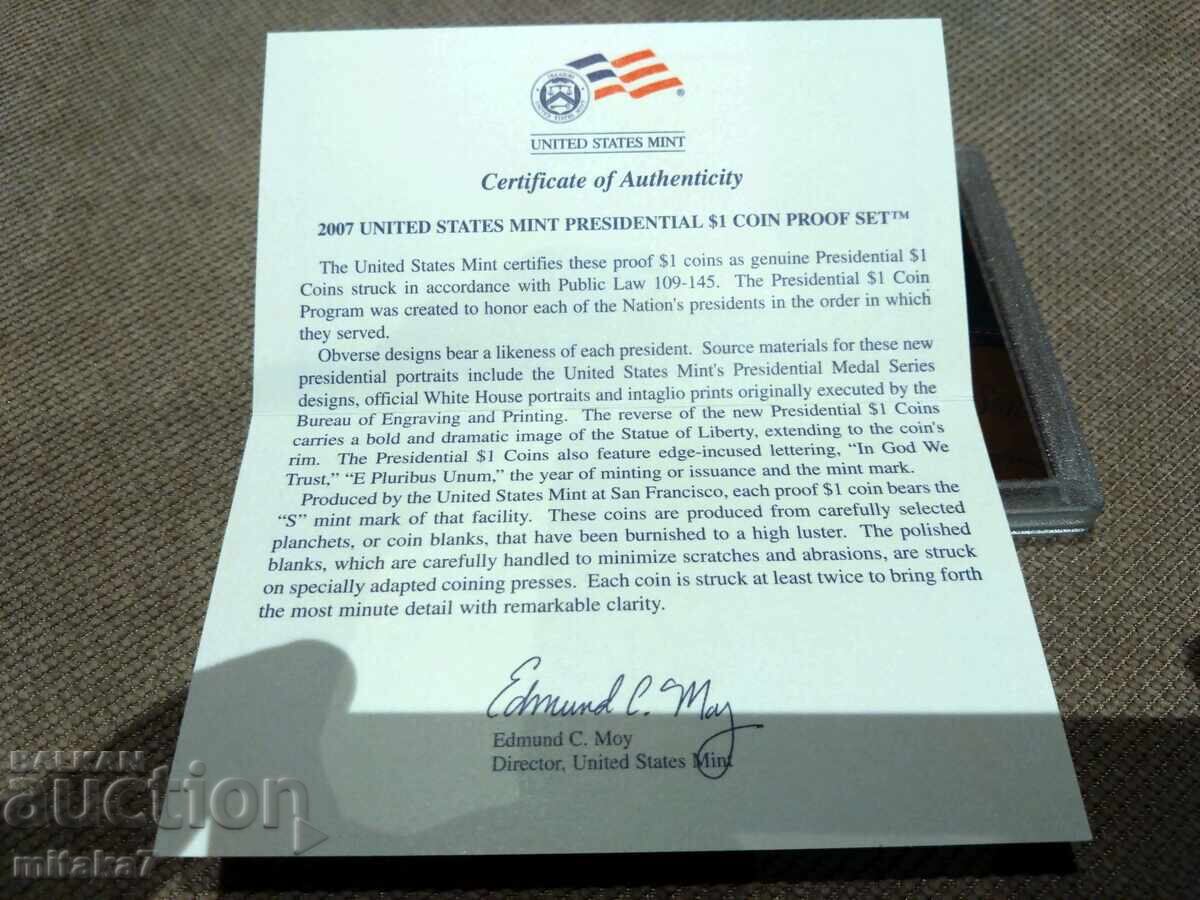 UNITED STATES MINT
Certificate of Authenticity
2007 UNITED STATES MINT PRESIDENTIAL $1 COIN PROOF SET™
The United States Mint certifies these proof $1 coins as genuine Presidential $1
Coins struck in accordance with Public Law 109-145. The Presidential $1 Coin
Program was created to honor each of the Nation's presidents in the order in which
they served.
Obverse designs bear a likeness of each president. Source materials for these new
presidential portraits include the United States Mint's Presidential Medal Series
designs, official White House portraits and intaglio prints originally executed by the
Bureau of Engraving and Printing. The reverse of the new Presidential $1 Coins
carries a bold and dramatic image of the Statue of Liberty, extending to the coin's
rim. The Presidential $1 Coins also feature edge-incused lettering, “In God We
Trust,” “E Pluribus Unum,” the year of minting or issuance and the mint mark.
Produced by the United States Mint at San Francisco, each proof $1 coin bears the
“S” mint mark of that facility. These coins are produced from carefully selected
planchets, or coin blanks, that have been burnished to a high luster. The polished
blanks, which are carefully handled to minimize scratches and abrasions, are struck
on specially adapted coining presses. Each coin is struck at least twice to bring forth
the most minute detail with remarkable clarity.
Edmund C. Moy
Edmund C. Moy
Director, United States Mint
BALKAN
auction
mitaka7